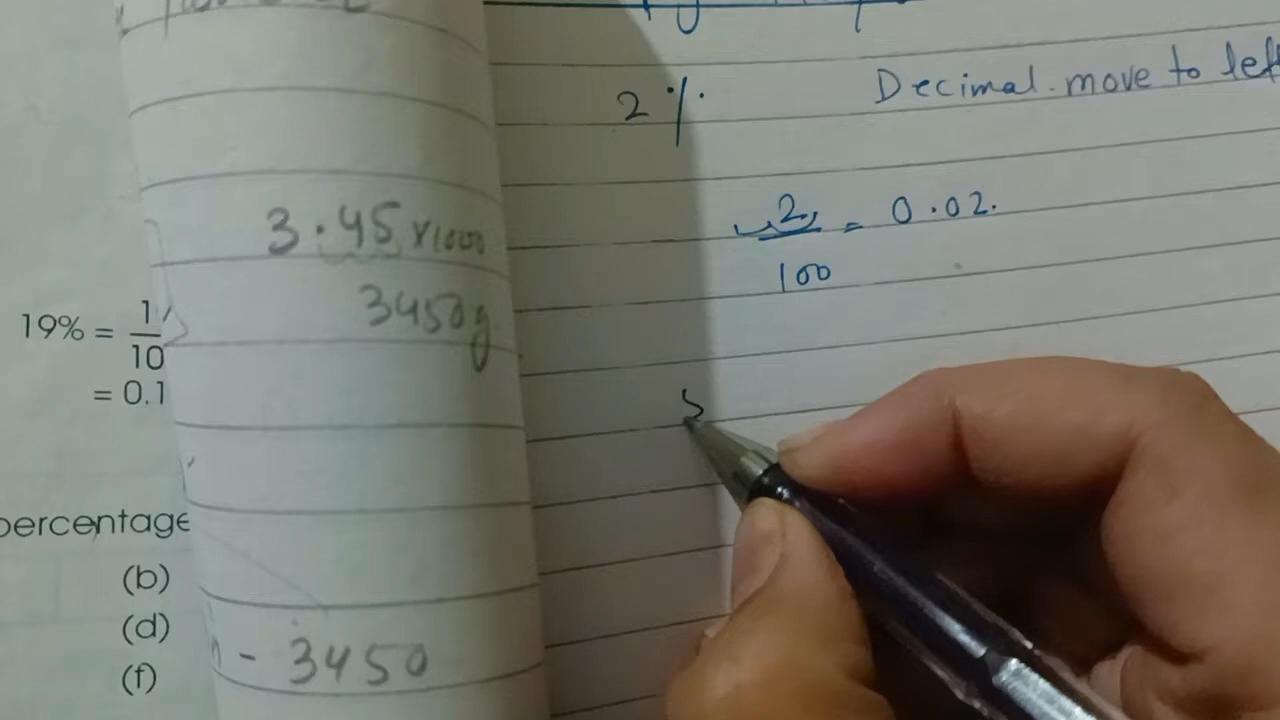 2 %
Decimal. move to lef
2/100 = 0.02.
3.45 x1000
3450g
19% = 1/10
= 0.1
percentage
(b)
(d)
(f)
- 3450